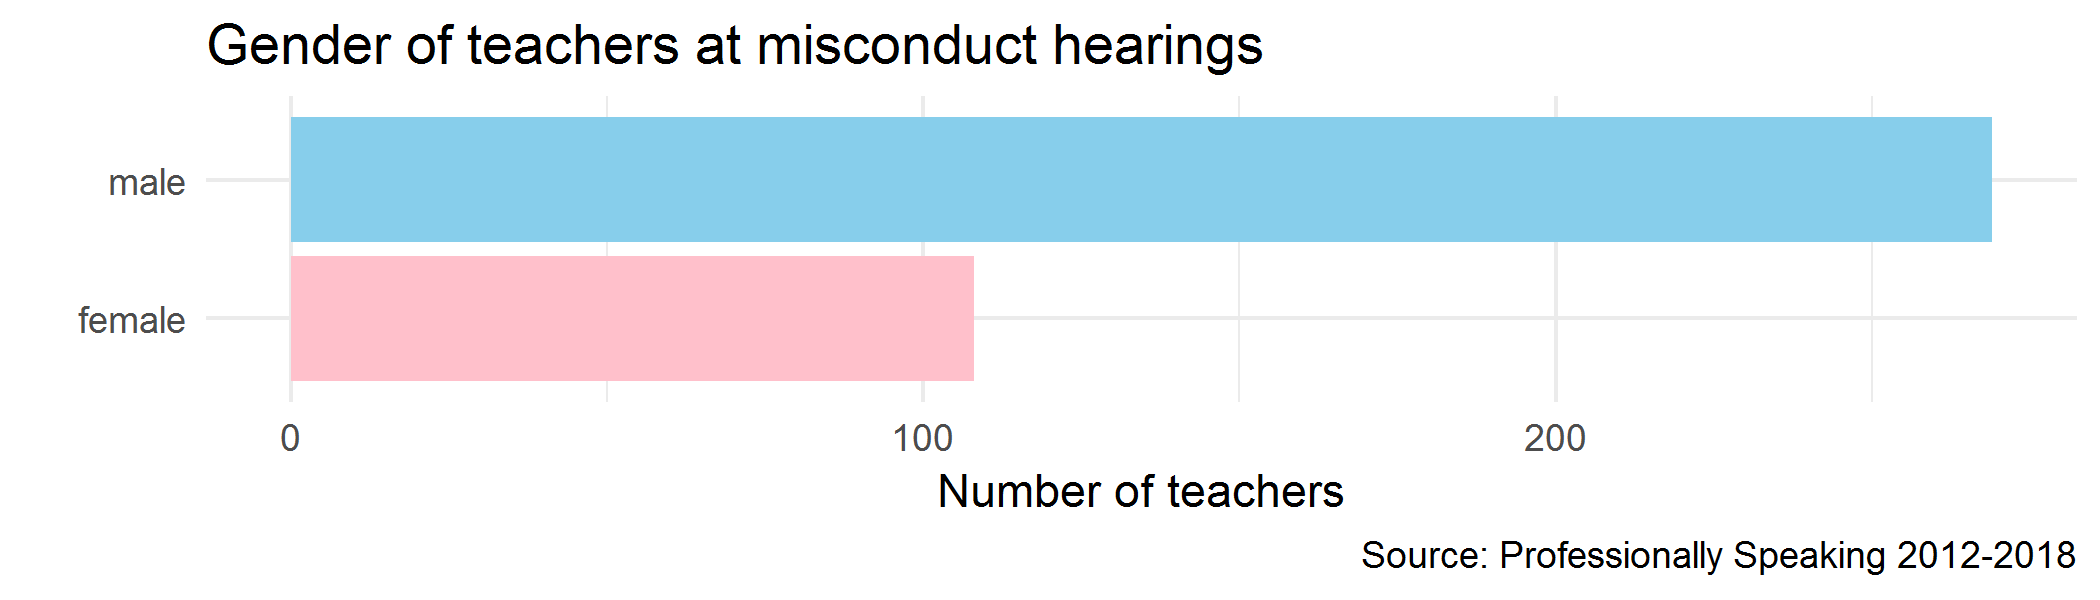 Gender of teachers at misconduct hearings
male
female
0 100 200
Number of teachers
Source: Professionally Speaking 2012-2018